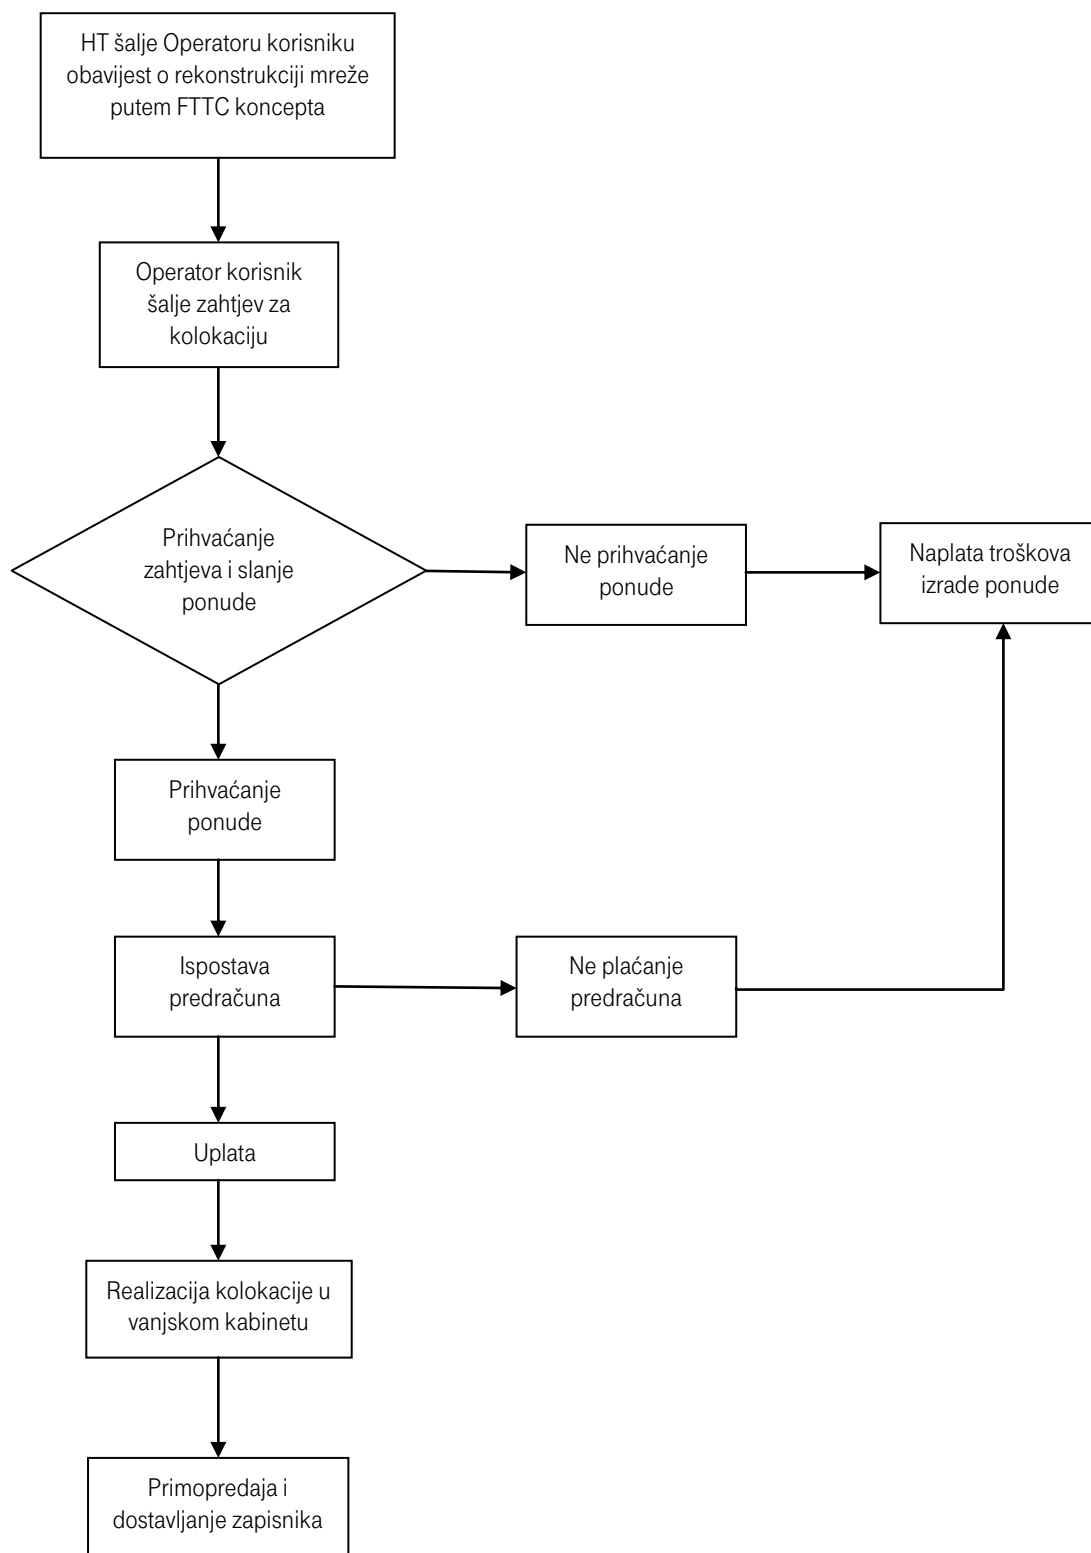 HT šalje Operatoru korisniku
obavijest o rekonstrukciji mreže
putem FTTC koncepta
Operator korisnik
šalje zahtjev za
kolokaciju
Prihvaćanje
zahtjeva i slanje
ponude
Ne prihvaćanje
ponude
Naplata troškova
izrade ponude
Prihvaćanje
ponude
Ispostava
predračuna
Ne plaćanje
predračuna
Uplata
Realizacija kolokacije u
vanjskom kabinetu
Primopredaja i
dostavljanje zapisnika